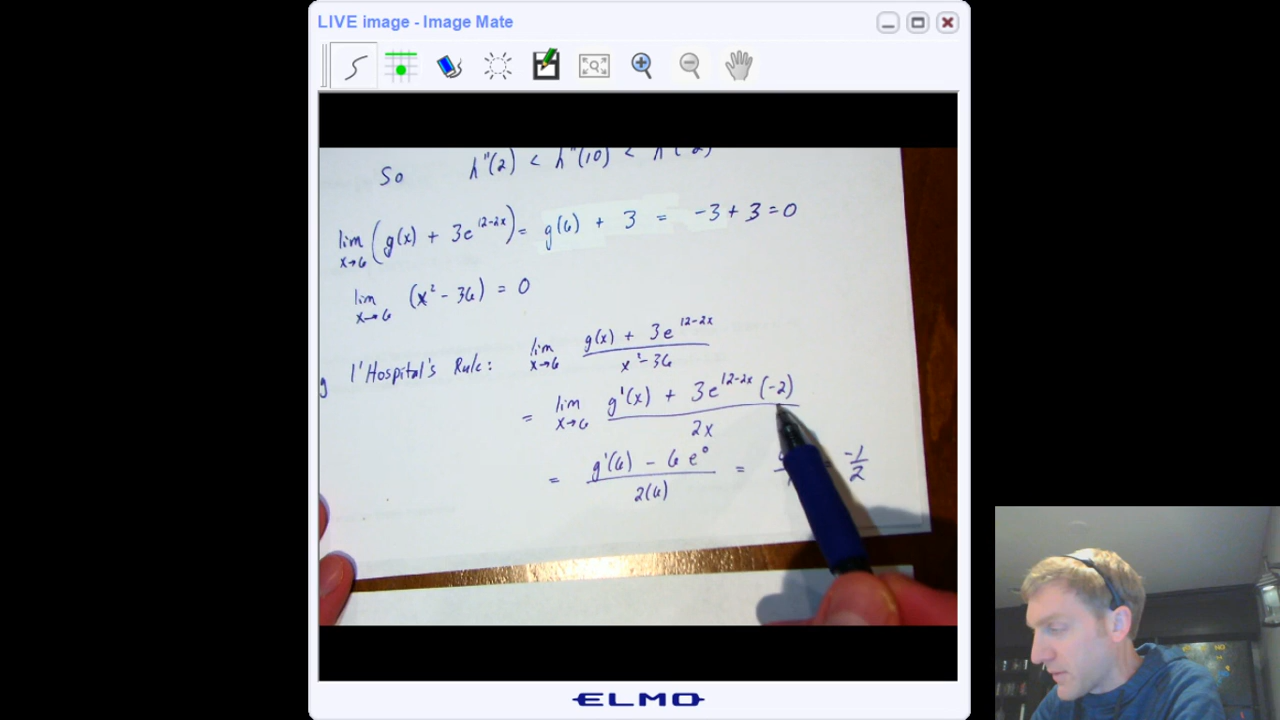 LIVE image - Image Mate
So h''(2) < h''(10) <
lim x→6 (g(x) + 3e^(12-2x)) = g(6) + 3 = -3 + 3 = 0
lim x→6 (x² - 36) = 0
l'Hospital's Rule: lim x→6 (g(x) + 3e^(12-2x)) / (x² - 36)
= lim x→6 (g'(x) + 3e^(12-2x) (-2)) / 2x
= (g'(6) - 6e⁰) / 2(6) = = -1/2
ELMO